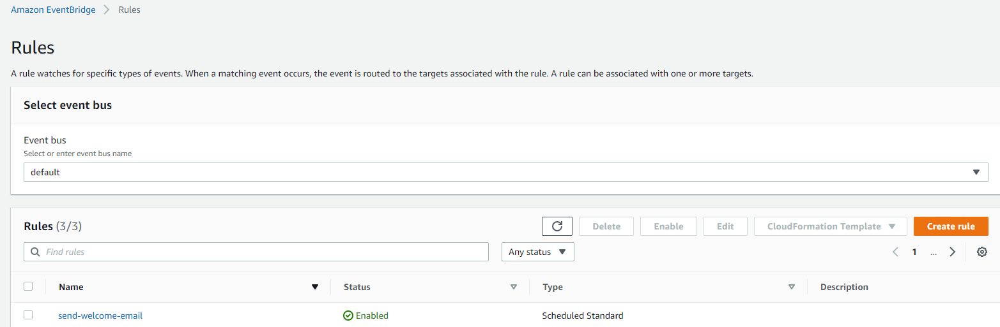 Amazon EventBridge > Rules
Rules
A rule watches for specific types of events. When a matching event occurs, the event is routed to the targets associated with the rule. A rule can be associated with one or more targets.
Select event bus
Event bus
Select or enter event bus name
default
Rules (3/3) Delete Enable Edit CloudFormation Template Create rule
Find rules Any status 1 ...
Name Status Type Description
send-welcome-email Enabled Scheduled Standard